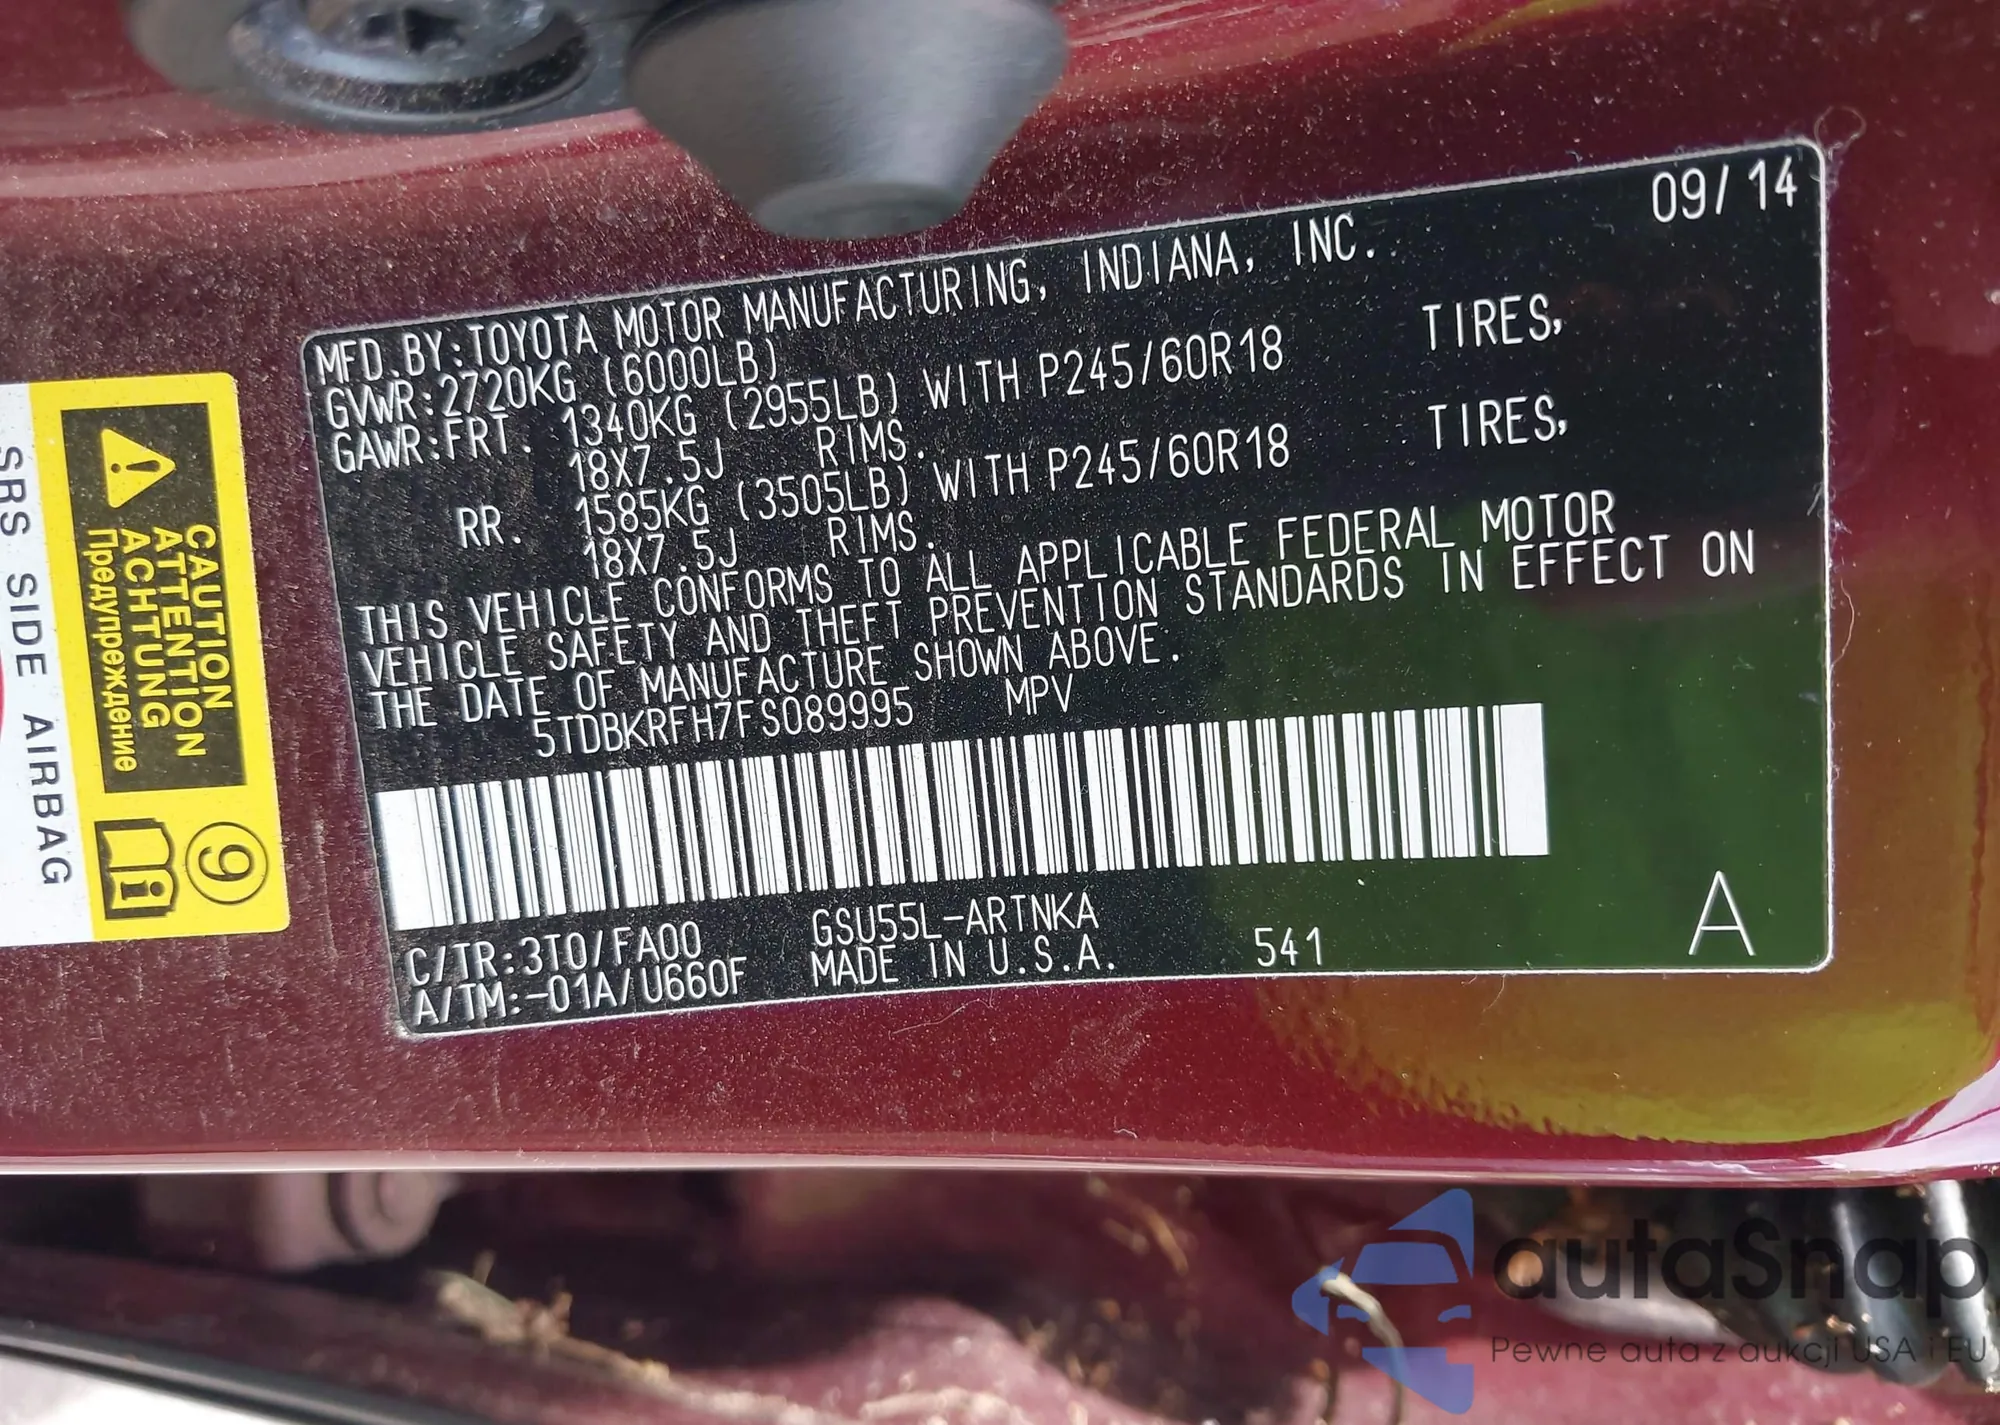 09/14
MFD.BY:TOYOTA MOTOR MANUFACTURING, INDIANA, INC.
GVWR:2720KG (6000LB)
GAWR:FRT. 1340KG (2955LB) WITH P245/60R18 TIRES,
18X7.5J RIMS.
RR. 1585KG (3505LB) WITH P245/60R18 TIRES,
18X7.5J RIMS.
THIS VEHICLE CONFORMS TO ALL APPLICABLE FEDERAL MOTOR
VEHICLE SAFETY AND THEFT PREVENTION STANDARDS IN EFFECT ON
THE DATE OF MANUFACTURE SHOWN ABOVE.
5TDBKRFH7FS089995 MPV
C/TR:3T0/FA00 GSU55L-ARTNKA
A/TM:-01A/U660F MADE IN U.S.A. 541 A
CAUTION
ATTENTION
ACHTUNG
Предупреждение
9
SRS SIDE AIRBAG
autaSnap
Pewne auta z aukcji USA i EU